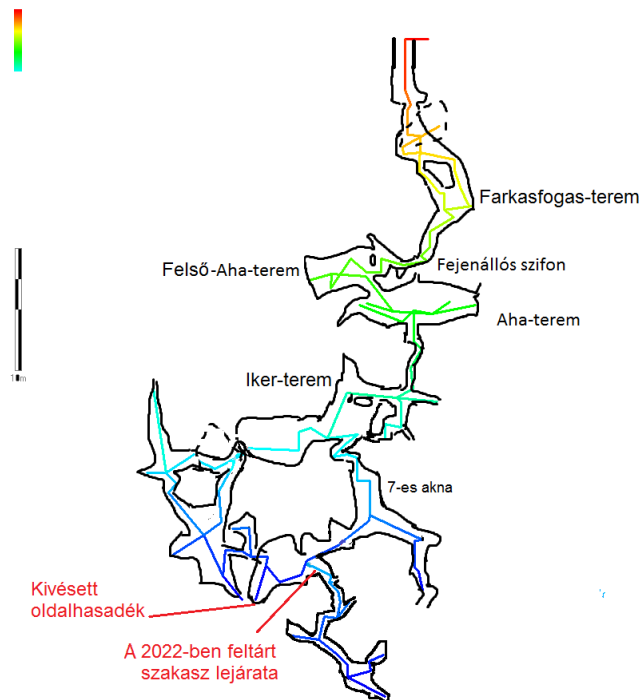 Farkasfogas-terem
Felső-Aha-terem
Fejenállós szifon
Aha-terem
Iker-terem
7-es akna
Kivésett
oldalhasadék
A 2022-ben feltárt
szakasz lejárata